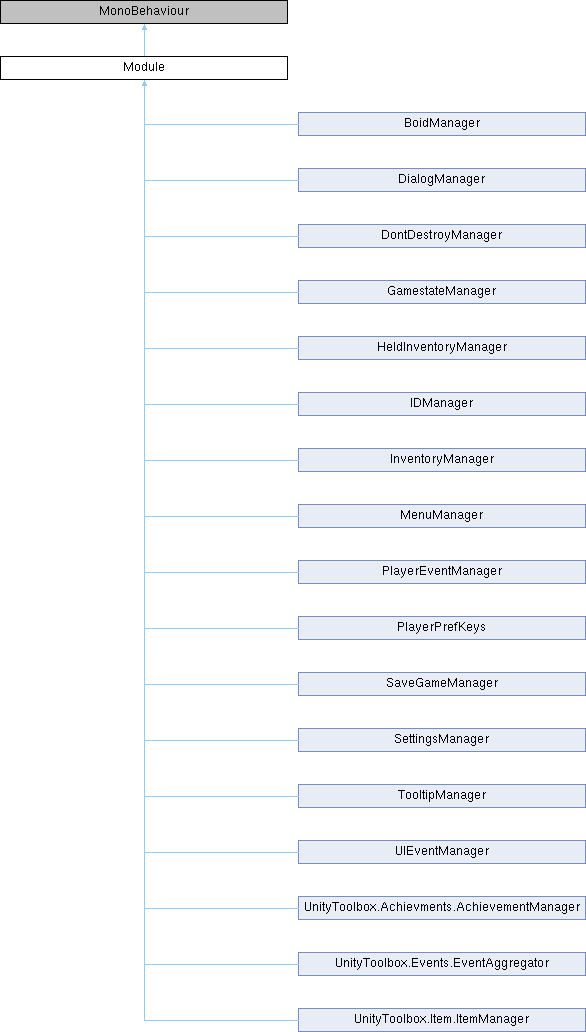 MonoBehaviour
Module
BoidManager
DialogManager
DontDestroyManager
GamestateManager
HeldInventoryManager
IDManager
InventoryManager
MenuManager
PlayerEventManager
PlayerPrefKeys
SaveGameManager
SettingsManager
TooltipManager
UIEventManager
UnityToolbox.Achievments.AchievementManager
UnityToolbox.Events.EventAggregator
UnityToolbox.Item.ItemManager